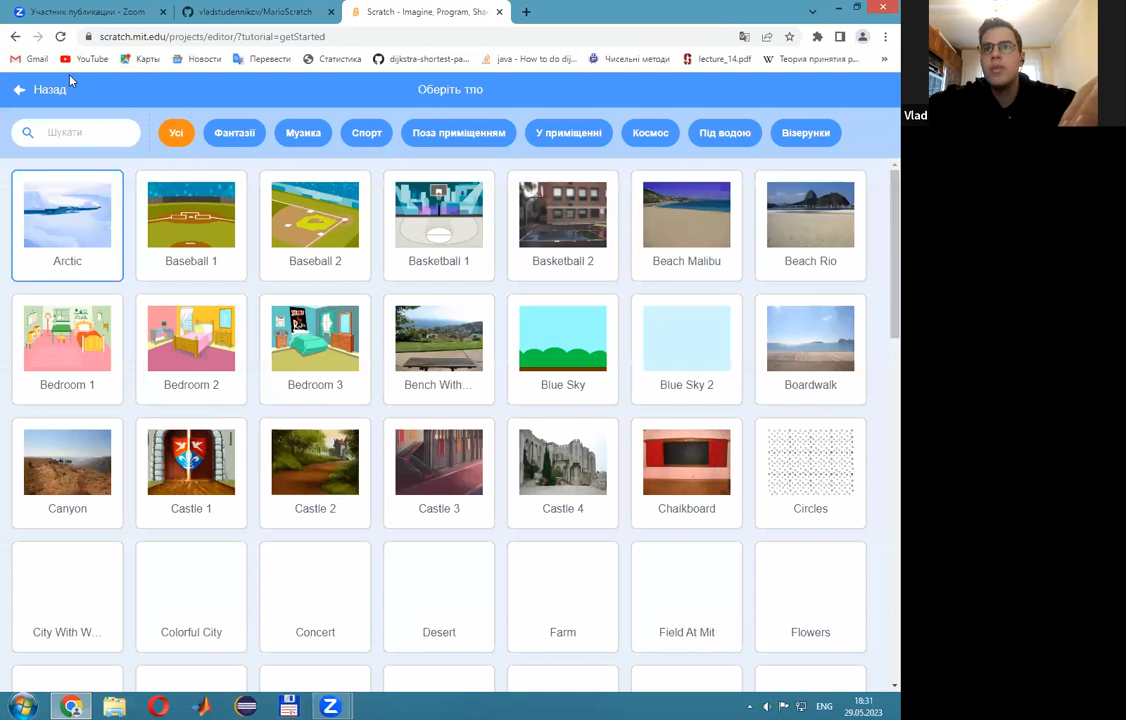 Участник публикации - Zoom
vladstudennikov/MarioScratch
Scratch - Imagine, Program, Sha
scratch.mit.edu/projects/editor/?tutorial=getStarted
Gmail
YouTube
Карты
Новости
Перевести
Статистика
dijkstra-shortest-pa...
java - How to do dij...
Чисельні методи
lecture_14.pdf
Теория принятия р...
Назад
Оберіть тло
Шукати
Усі
Фантазії
Музика
Спорт
Поза приміщенням
У приміщенні
Космос
Під водою
Візерунки
Arctic
Baseball 1
Baseball 2
Basketball 1
Basketball 2
Beach Malibu
Beach Rio
Bedroom 1
Bedroom 2
Bedroom 3
Bench With...
Blue Sky
Blue Sky 2
Boardwalk
Canyon
Castle 1
Castle 2
Castle 3
Castle 4
Chalkboard
Circles
City With W...
Colorful City
Concert
Desert
Farm
Field At Mit
Flowers
ENG
18:31
29.05.2023
Vlad